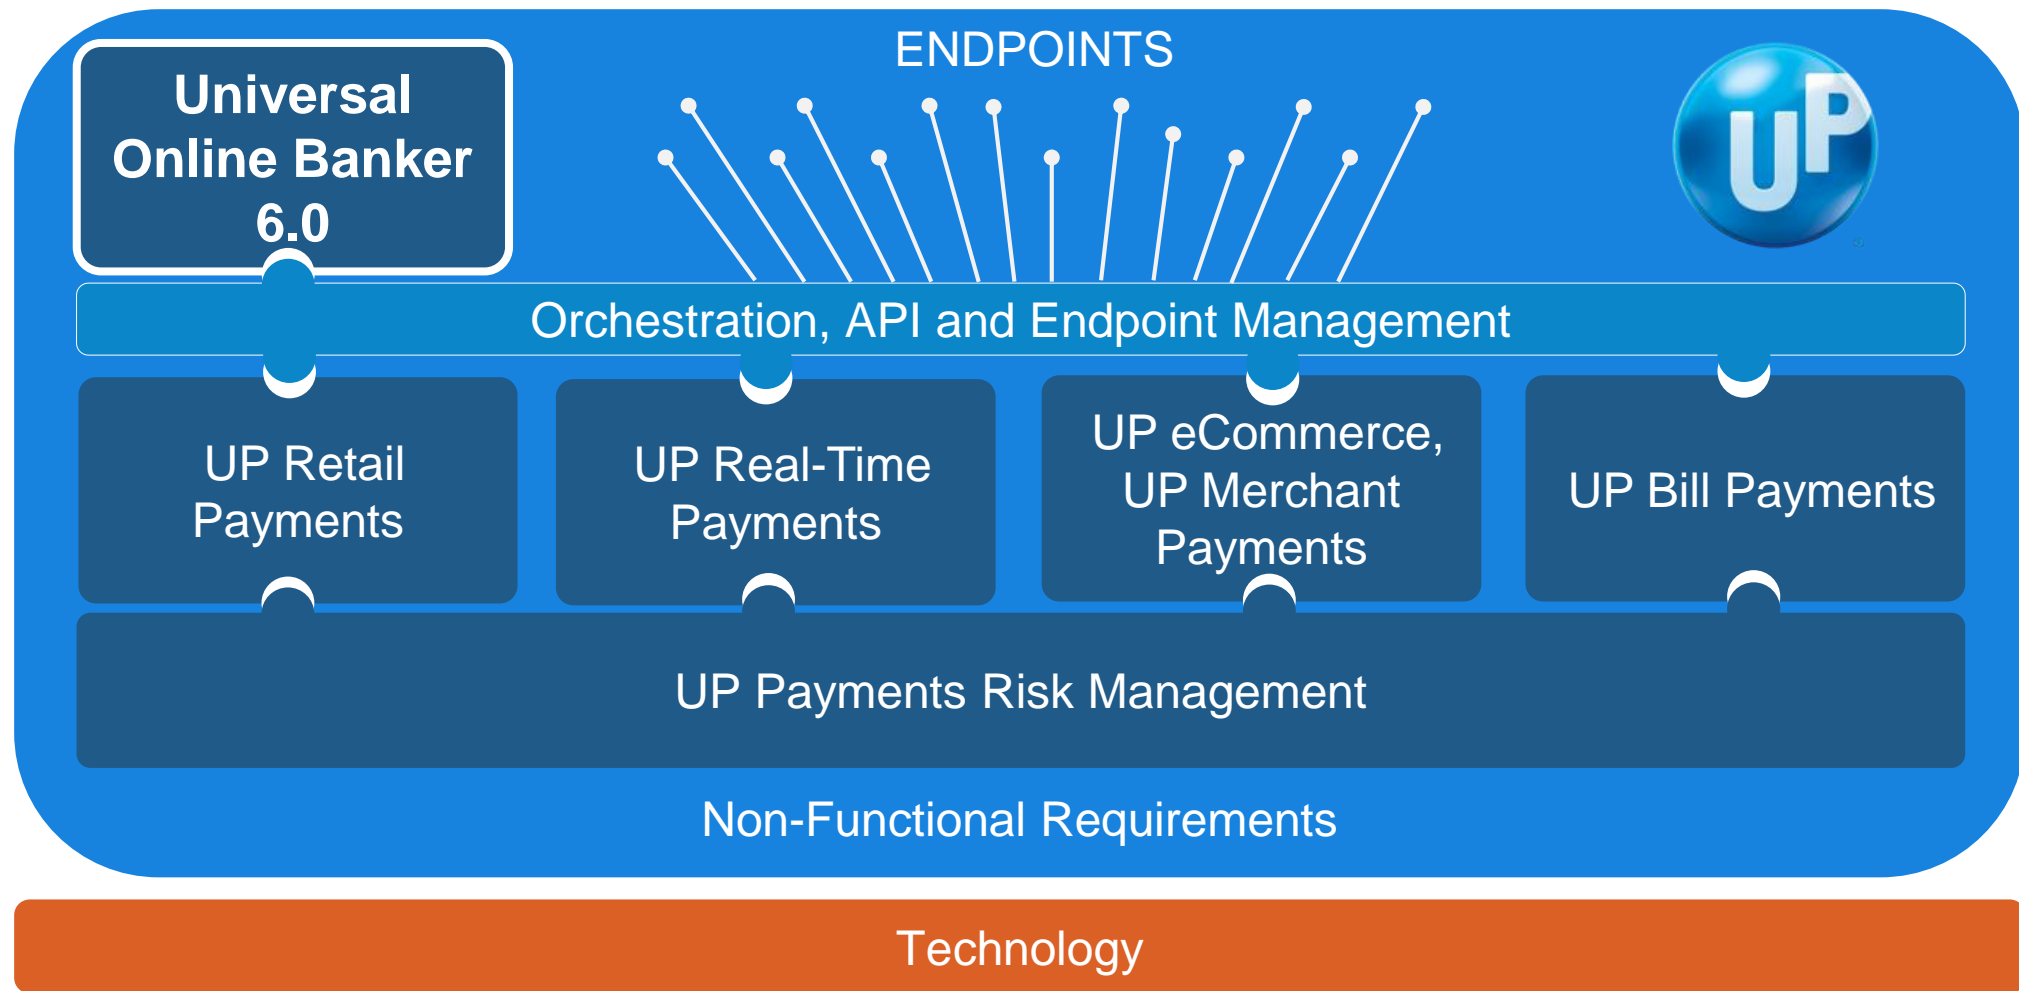 ENDPOINTS
Universal
Online Banker
6.0
UP
Orchestration, API and Endpoint Management
UP Retail
Payments
UP Real-Time
Payments
UP eCommerce,
UP Merchant
Payments
UP Bill Payments
UP Payments Risk Management
Non-Functional Requirements
Technology